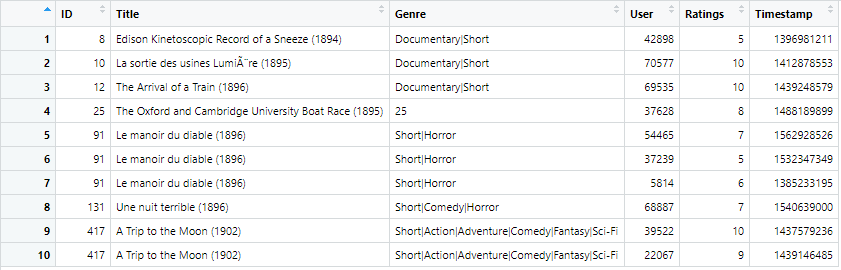 ID Title Genre User Ratings Timestamp
1 8 Edison Kinetoscopic Record of a Sneeze (1894) Documentary|Short 42898 5 1396981211
2 10 La sortie des usines LumiÃ¨re (1895) Documentary|Short 70577 10 1412878553
3 12 The Arrival of a Train (1896) Documentary|Short 69535 10 1439248579
4 25 The Oxford and Cambridge University Boat Race (1895) 25 37628 8 1488189899
5 91 Le manoir du diable (1896) Short|Horror 54465 7 1562928526
6 91 Le manoir du diable (1896) Short|Horror 37239 5 1532347349
7 91 Le manoir du diable (1896) Short|Horror 5814 6 1385233195
8 131 Une nuit terrible (1896) Short|Comedy|Horror 68887 7 1540639000
9 417 A Trip to the Moon (1902) Short|Action|Adventure|Comedy|Fantasy|Sci-Fi 39522 10 1437579236
10 417 A Trip to the Moon (1902) Short|Action|Adventure|Comedy|Fantasy|Sci-Fi 22067 9 1439146485